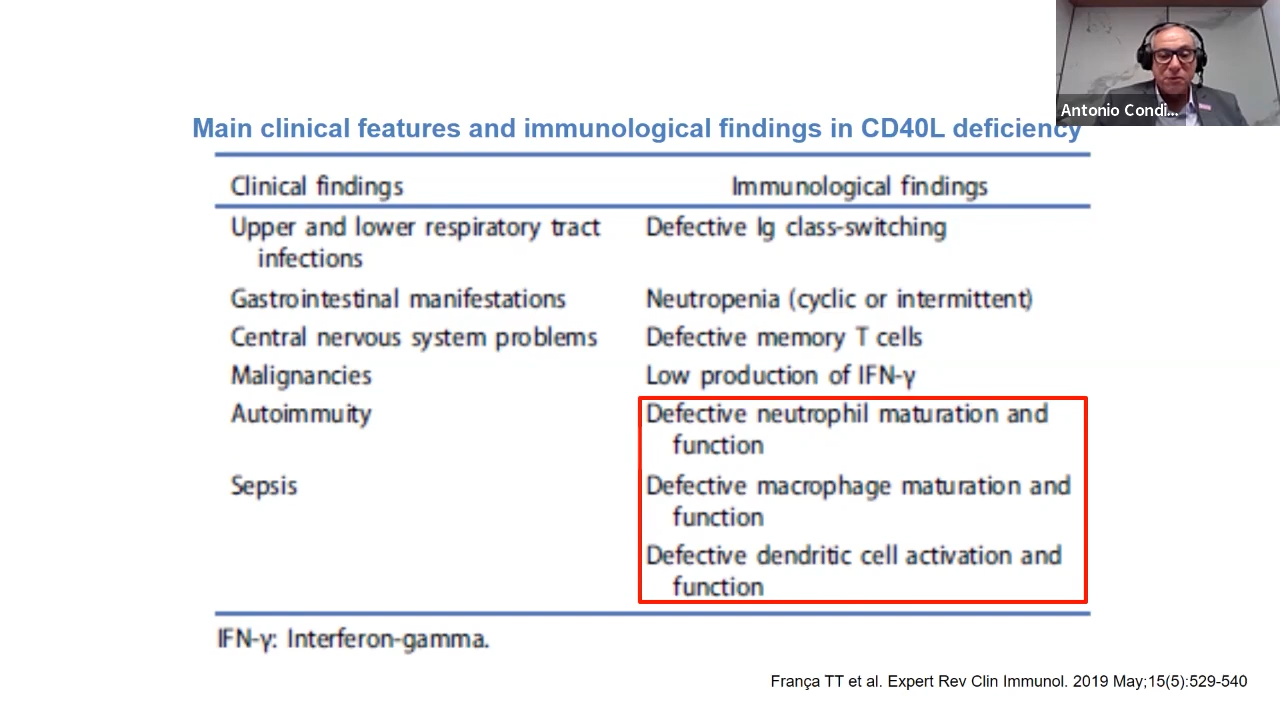 Antonio Condi...
Main clinical features and immunological findings in CD40L deficiency
Clinical findings Immunological findings
Upper and lower respiratory tract Defective Ig class-switching
infections
Gastrointestinal manifestations Neutropenia (cyclic or intermittent)
Central nervous system problems Defective memory T cells
Malignancies Low production of IFN-γ
Autoimmuity Defective neutrophil maturation and
function
Sepsis Defective macrophage maturation and
function
Defective dendritic cell activation and
function
IFN-γ: Interferon-gamma.
França TT et al. Expert Rev Clin Immunol. 2019 May;15(5):529-540